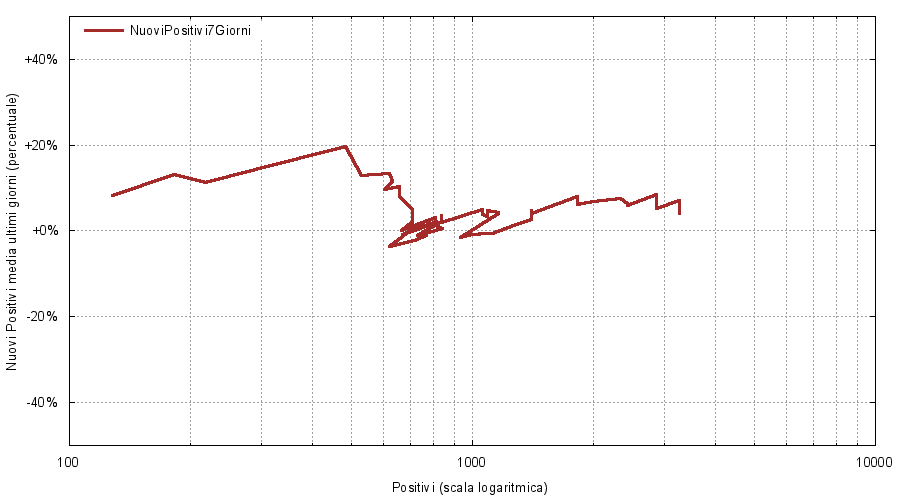 NuoviPositivi7Giorni
+40%
+20%
+0%
-20%
-40%
Nuovi Positivi media ultimi giorni (percentuale)
100
1000
10000
Positivi (scala logaritmica)